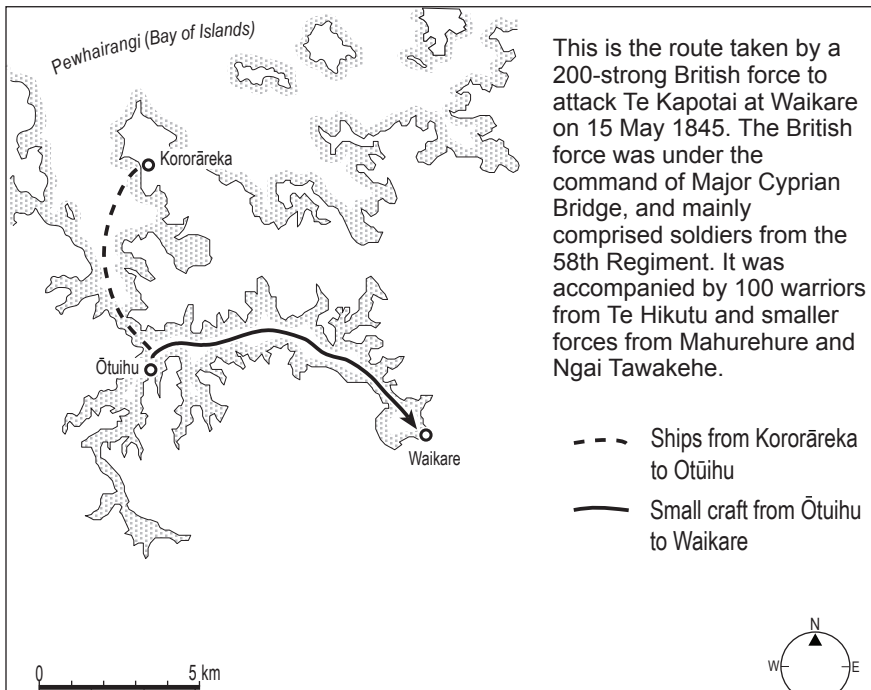 Pewhairangi (Bay of Islands)
Kororāreka
Ōtuihu
Waikare
This is the route taken by a
200-strong British force to
attack Te Kapotai at Waikare
on 15 May 1845. The British
force was under the
command of Major Cyprian
Bridge, and mainly
comprised soldiers from the
58th Regiment. It was
accompanied by 100 warriors
from Te Hikutu and smaller
forces from Mahurehure and
Ngai Tawakehe.
Ships from Kororāreka
to Otūihu
Small craft from Ōtuihu
to Waikare
0 5 km
N
W E